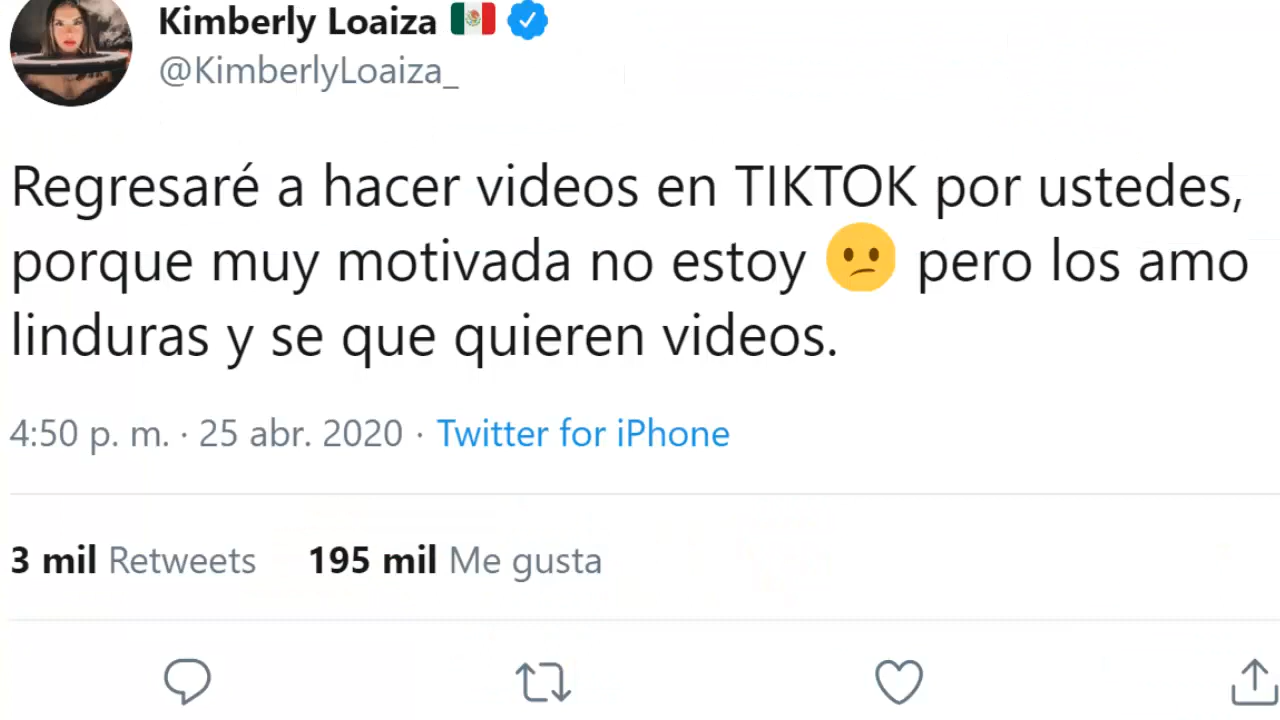 Kimberly Loaiza 🇲🇽
@KimberlyLoaiza_
Regresaré a hacer videos en TIKTOK por ustedes,
porque muy motivada no estoy 😕 pero los amo
linduras y se que quieren videos.
4:50 p. m. · 25 abr. 2020 · Twitter for iPhone
3 mil Retweets 195 mil Me gusta